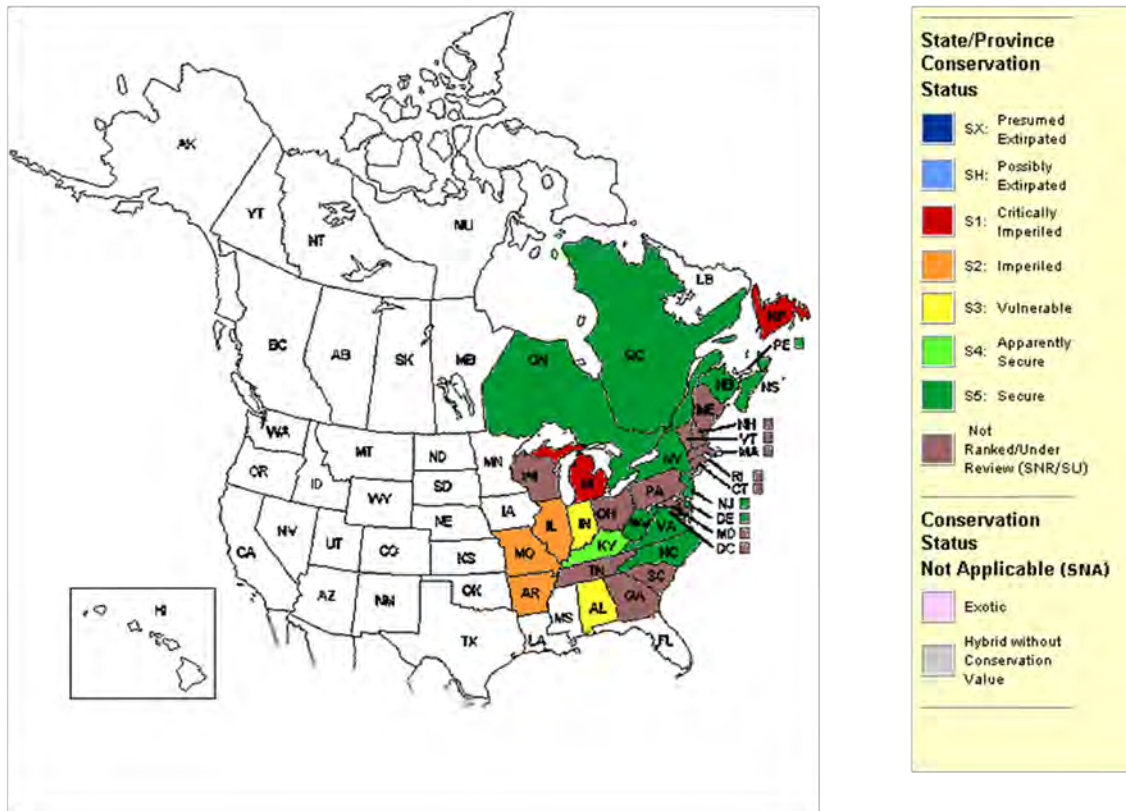 AK
YT
NT
NU
BC
AB
SK
MB
ON
QC
LB
NF
PE
NB
NS
ME
NH
VT
MA
RI
CT
NJ
DE
MD
DC
WA
OR
ID
MT
ND
MN
SD
WY
NE
IA
WI
MI
NY
PA
CA
NV
UT
CO
KS
MO
IL
IN
OH
WV
VA
KY
NC
TN
SC
AZ
NM
OK
AR
TX
LA
MS
AL
GA
FL
HI
State/Province
Conservation
Status
SX: Presumed
Extirpated
SH: Possibly
Extirpated
S1: Critically
Imperiled
S2: Imperiled
S3: Vulnerable
S4: Apparently
Secure
S5: Secure
Not
Ranked/Under
Review (SNR/SU)
Conservation
Status
Not Applicable (SNA)
Exotic
Hybrid without
Conservation
Value